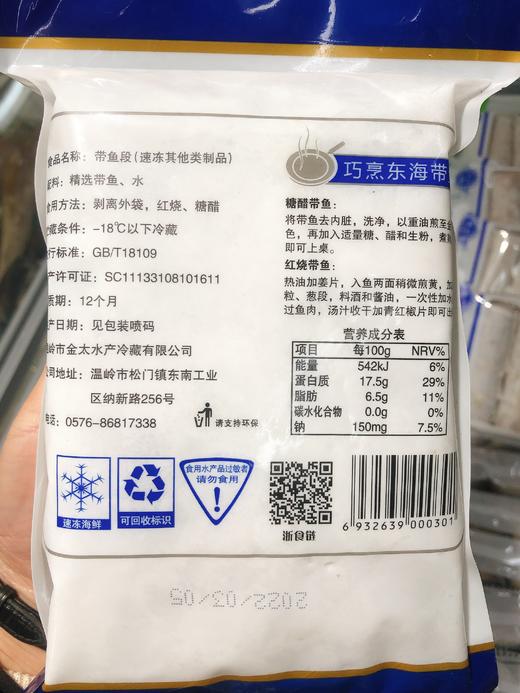 食品名称：带鱼段（速冻其他类制品）
配料：精选带鱼、水
食用方法：剥离外袋，红烧、糖醋
贮藏条件：-18℃以下冷藏
执行标准：GB/T18109
生产许可证：SC11133108101611
保质期：12个月
生产日期：见包装喷码
温岭市金太水产冷藏有限公司
公司地址：温岭市松门镇东南工业
区纳新路256号
电话：0576-86817338
请支持环保
巧烹东海带
糖醋带鱼：
将带鱼去内脏，洗净，以重油煎至金
色，再加入适量糖、醋和生粉，煮
即可上桌。
红烧带鱼：
热油加姜片，入鱼两面稍微煎黄，加
粒、葱段，料酒和酱油，一次性加水
过鱼肉，汤汁收干加青红椒片即可出
营养成分表
项目 每100g NRV%
能量 542kJ 6%
蛋白质 17.5g 29%
脂肪 6.5g 11%
碳水化合物 0.0g 0%
钠 150mg 7.5%
速冻海鲜
可回收标识
食用水产品过敏者
请勿食用
浙食链
6 932639 000301
2022/03/05